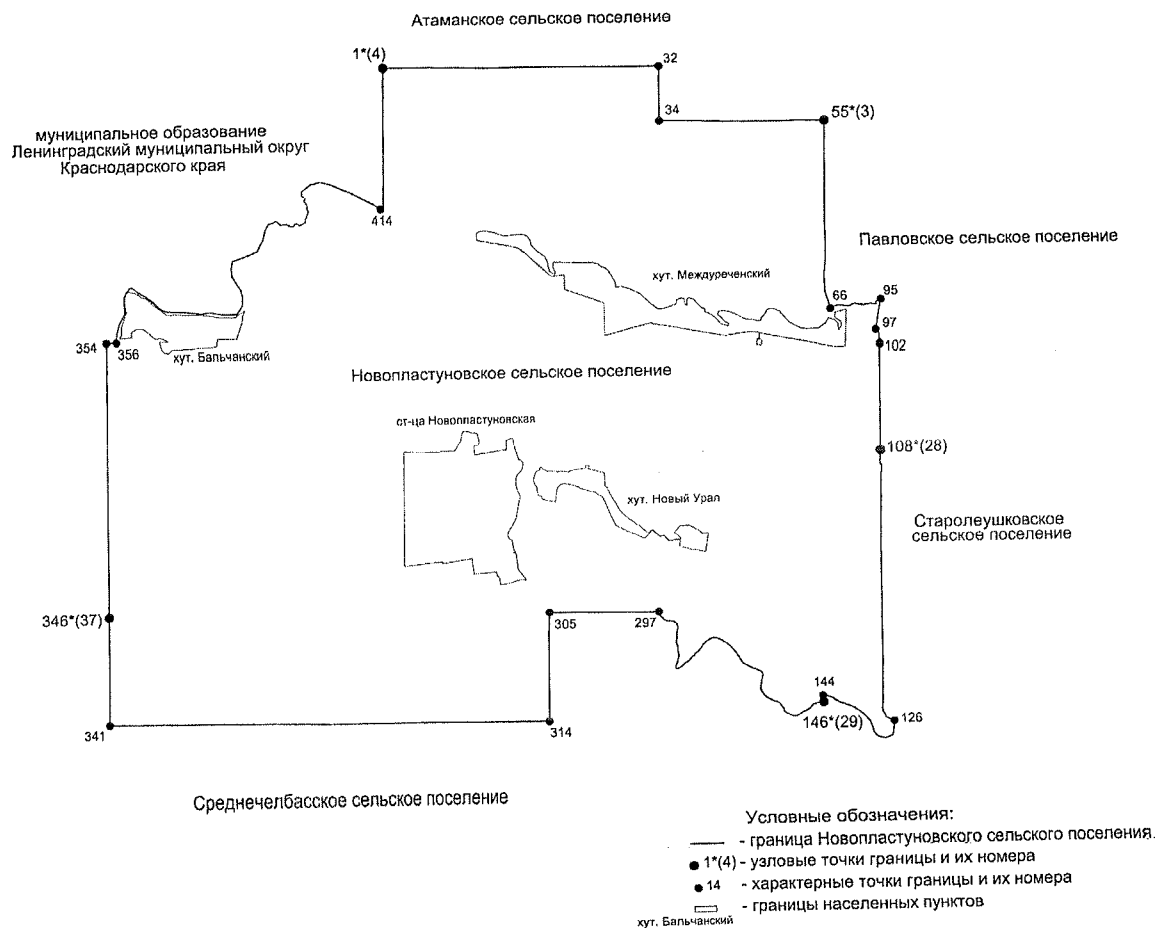 Атаманское сельское поселение
1*(4)
32
34
55*(3)
муниципальное образование
Ленинградский муниципальный округ
Краснодарского края
414
Павловское сельское поселение
хут. Междуреченский
66
95
97
102
354
356
хут. Бальчанский
Новопластуновское сельское поселение
ст-ца Новопластуновская
108*(28)
хут. Новый Урал
Старолеушковское
сельское поселение
346*(37)
305
297
144
146*(29)
126
341
314
Среднечелбасское сельское поселение
Условные обозначения:
- граница Новопластуновского сельского поселения.
1*(4) - узловые точки границы и их номера
14 - характерные точки границы и их номера
- границы населенных пунктов
хут. Бальчанский